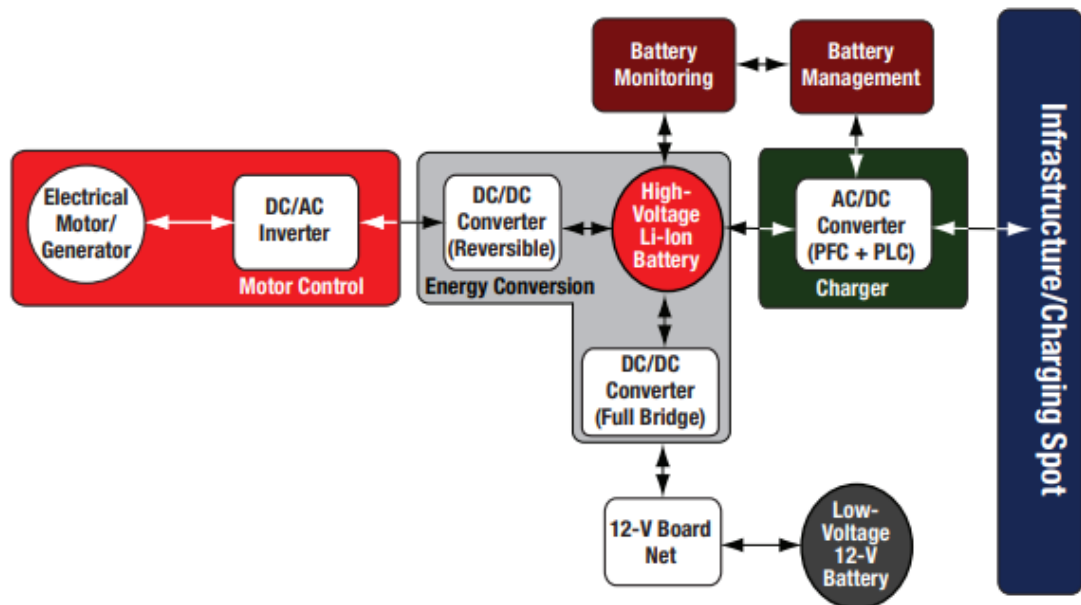 Battery
Monitoring
Battery
Management
Electrical
Motor/
Generator
DC/AC
Inverter
Motor Control
DC/DC
Converter
(Reversible)
Energy Conversion
High-
Voltage
Li-Ion
Battery
AC/DC
Converter
(PFC + PLC)
Charger
DC/DC
Converter
(Full Bridge)
12-V Board
Net
Low-
Voltage
12-V
Battery
Infrastructure/Charging Spot